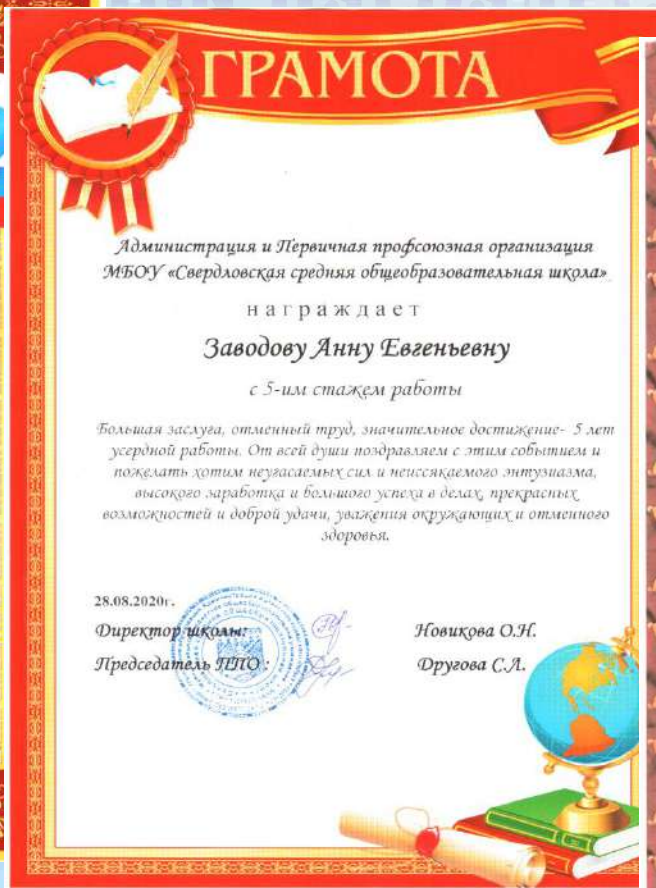 ГРАМОТА
Администрация и Первичная профсоюзная организация
МБОУ «Свердловская средняя общеобразовательная школа»
награждает
Заводову Анну Евгеньевну
с 5-им стажем работы
Большая заслуга, отменный труд, значительное достижение- 5 лет
усердной работы. От всей души поздравляем с этим событием и
пожелать хотим неугасаемых сил и неиссякаемого энтузиазма,
высокого заработка и большого успеха в делах, прекрасных
возможностей и доброй удачи, уважения окружающих и отменного
здоровья.
28.08.2020г.
Директор школы: Новикова О.Н.
Председатель ППО : Другова С.Л.